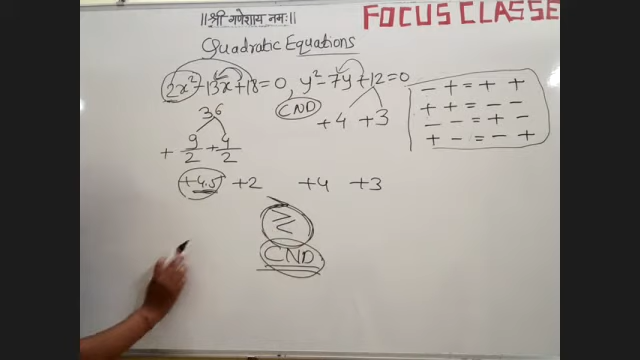 ||श्री गणेशाय नमः||
FOCUS CLASSE
Quadratic Equations
2x²-13x+18=0, y²-7y+12=0
CND
36
+4 +3
+ 9/2 + 4/2
+4.5 +2 +4 +3
≥
≤
CND
- + = + +
+ + = - -
- - = + -
+ - = - +